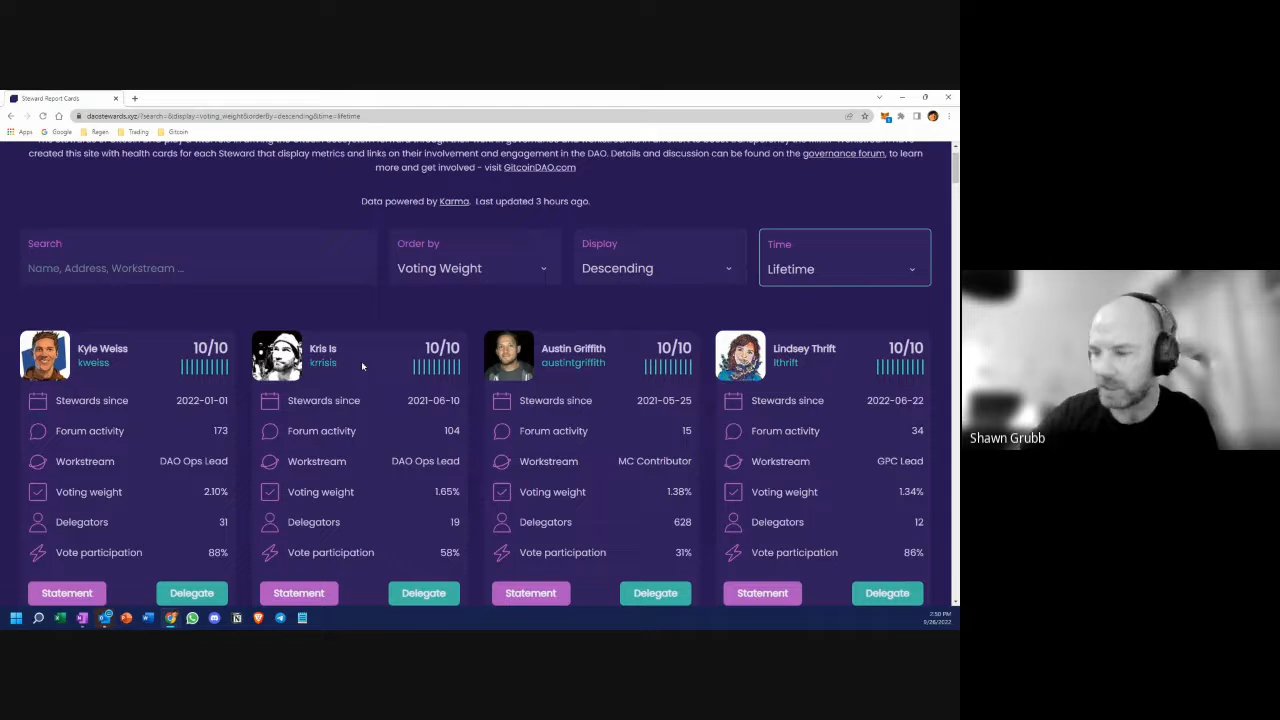 Steward Report Cards
daostewards.xyz/?search=&display=voting_weight&orderBy=descending&time=lifetime
Apps Google Regen Trading Gitcoin
created this site with health cards for each Steward that display metrics and links on their involvement and engagement in the DAO. Details and discussion can be found on the governance forum, to learn
more and get involved - visit GitcoinDAO.com
Data powered by Karma. Last updated 3 hours ago.
Search Order by Display Time
Name, Address, Workstream ... Voting Weight Descending Lifetime
Kyle Weiss 10/10 Kris Is 10/10 Austin Griffith 10/10 Lindsey Thrift 10/10
kweiss krrisis austintgriffith lthrift
Stewards since 2022-01-01 Stewards since 2021-06-10 Stewards since 2021-05-25 Stewards since 2022-06-22
Forum activity 173 Forum activity 104 Forum activity 15 Forum activity 34
Workstream DAO Ops Lead Workstream DAO Ops Lead Workstream MC Contributor Workstream GPC Lead
Voting weight 2.10% Voting weight 1.65% Voting weight 1.38% Voting weight 1.34%
Delegators 31 Delegators 19 Delegators 628 Delegators 12
Vote participation 88% Vote participation 58% Vote participation 31% Vote participation 86%
Statement Delegate Statement Delegate Statement Delegate Statement Delegate
2:50 PM
9/26/2022
Shawn Grubb